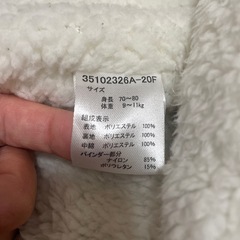 35102326A-20F
サイズ
身長 70~80
体重 9~11kg
組成表示
表地 ポリエステル 100%
裏地 ポリエステル 100%
中綿 ポリエステル 100%
バインダー部分
ナイロン 85%
ポリウレタン 15%